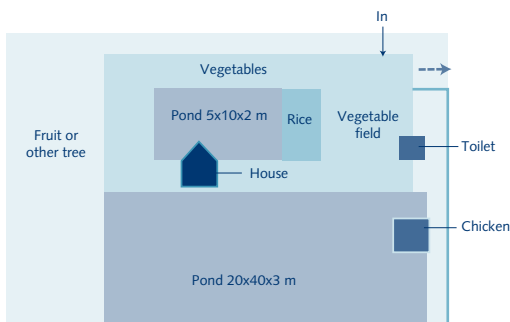 In
Vegetables
Pond 5x10x2 m
Rice
Vegetable
field
Fruit or
other tree
Toilet
House
Chicken
Pond 20x40x3 m